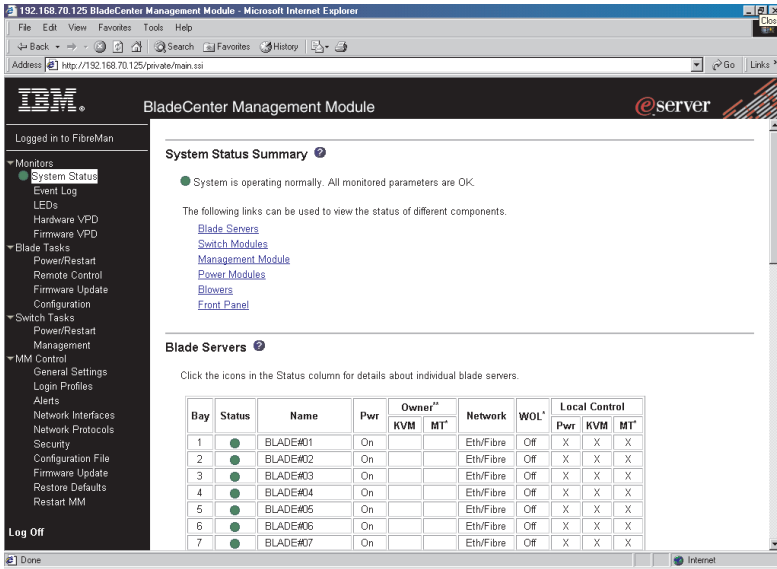 192.168.70.125 BladeCenter Management Module - Microsoft Internet Explorer
File Edit View Favorites Tools Help
Back Search Favorites History
Address http://192.168.70.125/private/main.ssi Go Links
IBM BladeCenter Management Module eserver
Logged in to FibreMan
Monitors
System Status
Event Log
LEDs
Hardware VPD
Firmware VPD
Blade Tasks
Power/Restart
Remote Control
Firmware Update
Configuration
Switch Tasks
Power/Restart
Management
MM Control
General Settings
Login Profiles
Alerts
Network Interfaces
Network Protocols
Security
Configuration File
Firmware Update
Restore Defaults
Restart MM
Log Off
System Status Summary ?
System is operating normally. All monitored parameters are OK.
The following links can be used to view the status of different components.
Blade Servers
Switch Modules
Management Module
Power Modules
Blowers
Front Panel
Blade Servers ?
Click the icons in the Status column for details about individual blade servers.
Bay Status Name Pwr Owner** Network WOL* Local Control
KVM MT* Pwr KVM MT*
1 BLADE#01 On Eth/Fibre Off X X X
2 BLADE#02 On Eth/Fibre Off X X X
3 BLADE#03 On Eth/Fibre Off X X X
4 BLADE#04 On Eth/Fibre Off X X X
5 BLADE#05 On Eth/Fibre Off X X X
6 BLADE#06 On Eth/Fibre Off X X X
7 BLADE#07 On Eth/Fibre Off X X X
Done Internet